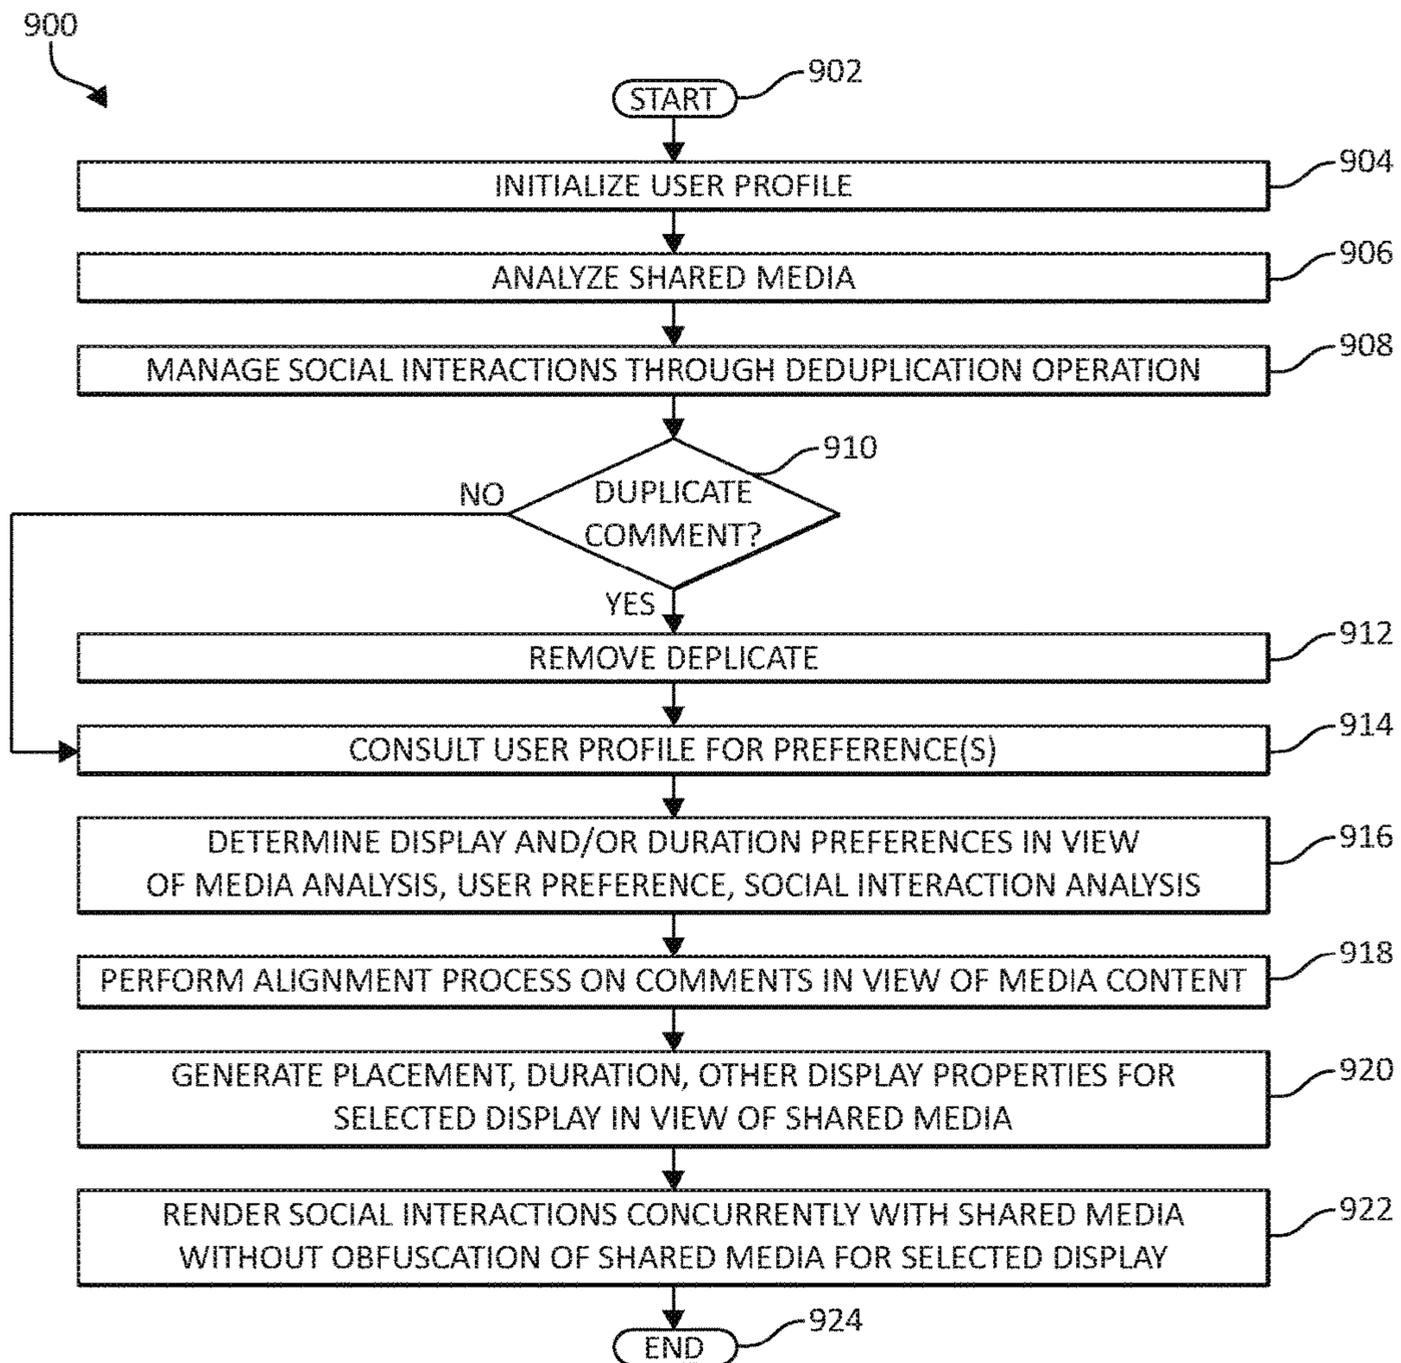 900
START
902
INITIALIZE USER PROFILE
904
ANALYZE SHARED MEDIA
906
MANAGE SOCIAL INTERACTIONS THROUGH DEDUPLICATION OPERATION
908
910
DUPLICATE
COMMENT?
NO
YES
REMOVE DEPLICATE
912
CONSULT USER PROFILE FOR PREFERENCE(S)
914
DETERMINE DISPLAY AND/OR DURATION PREFERENCES IN VIEW
OF MEDIA ANALYSIS, USER PREFERENCE, SOCIAL INTERACTION ANALYSIS
916
PERFORM ALIGNMENT PROCESS ON COMMENTS IN VIEW OF MEDIA CONTENT
918
GENERATE PLACEMENT, DURATION, OTHER DISPLAY PROPERTIES FOR
SELECTED DISPLAY IN VIEW OF SHARED MEDIA
920
RENDER SOCIAL INTERACTIONS CONCURRENTLY WITH SHARED MEDIA
WITHOUT OBFUSCATION OF SHARED MEDIA FOR SELECTED DISPLAY
922
END
924